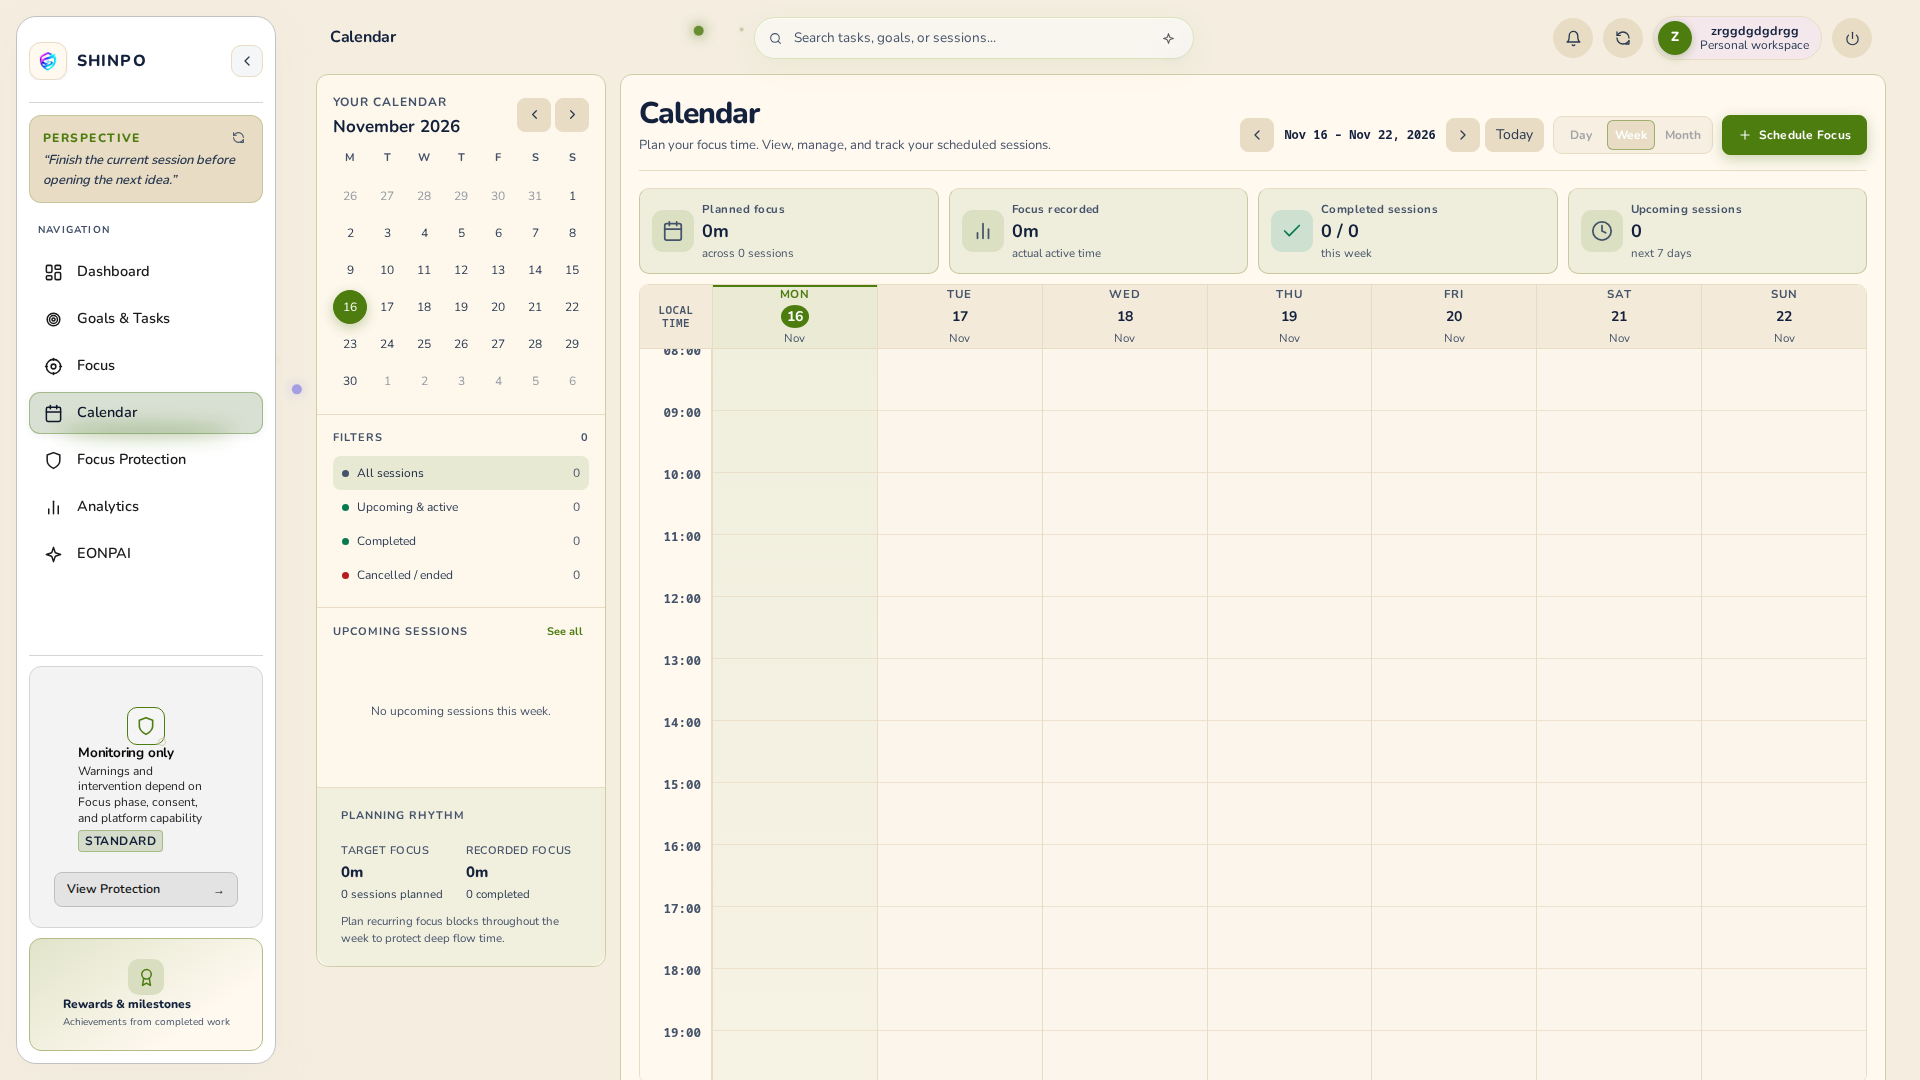 SHINPO
PERSPECTIVE
“Finish the current session before
opening the next idea.”
NAVIGATION
Dashboard
Goals & Tasks
Focus
Calendar
Focus Protection
Analytics
EONPAI
Monitoring only
Warnings and
intervention depend on
Focus phase, consent,
and platform capability
STANDARD
View Protection →
Rewards & milestones
Achievements from completed work
Calendar
Search tasks, goals, or sessions...
Z
zrggdgdgdrgg
Personal workspace
YOUR CALENDAR
November 2026
M T W T F S S
26 27 28 29 30 31 1
2 3 4 5 6 7 8
9 10 11 12 13 14 15
16 17 18 19 20 21 22
23 24 25 26 27 28 29
30 1 2 3 4 5 6
FILTERS 0
All sessions 0
Upcoming & active 0
Completed 0
Cancelled / ended 0
UPCOMING SESSIONS See all
No upcoming sessions this week.
PLANNING RHYTHM
TARGET FOCUS RECORDED FOCUS
0m 0m
0 sessions planned 0 completed
Plan recurring focus blocks throughout the
week to protect deep flow time.
Calendar
Plan your focus time. View, manage, and track your scheduled sessions.
Nov 16 – Nov 22, 2026
Today
Day Week Month
+ Schedule Focus
Planned focus
0m
across 0 sessions
Focus recorded
0m
actual active time
Completed sessions
0 / 0
this week
Upcoming sessions
0
next 7 days
LOCAL
TIME
MON TUE WED THU FRI SAT SUN
16 17 18 19 20 21 22
Nov Nov Nov Nov Nov Nov Nov
08:00
09:00
10:00
11:00
12:00
13:00
14:00
15:00
16:00
17:00
18:00
19:00